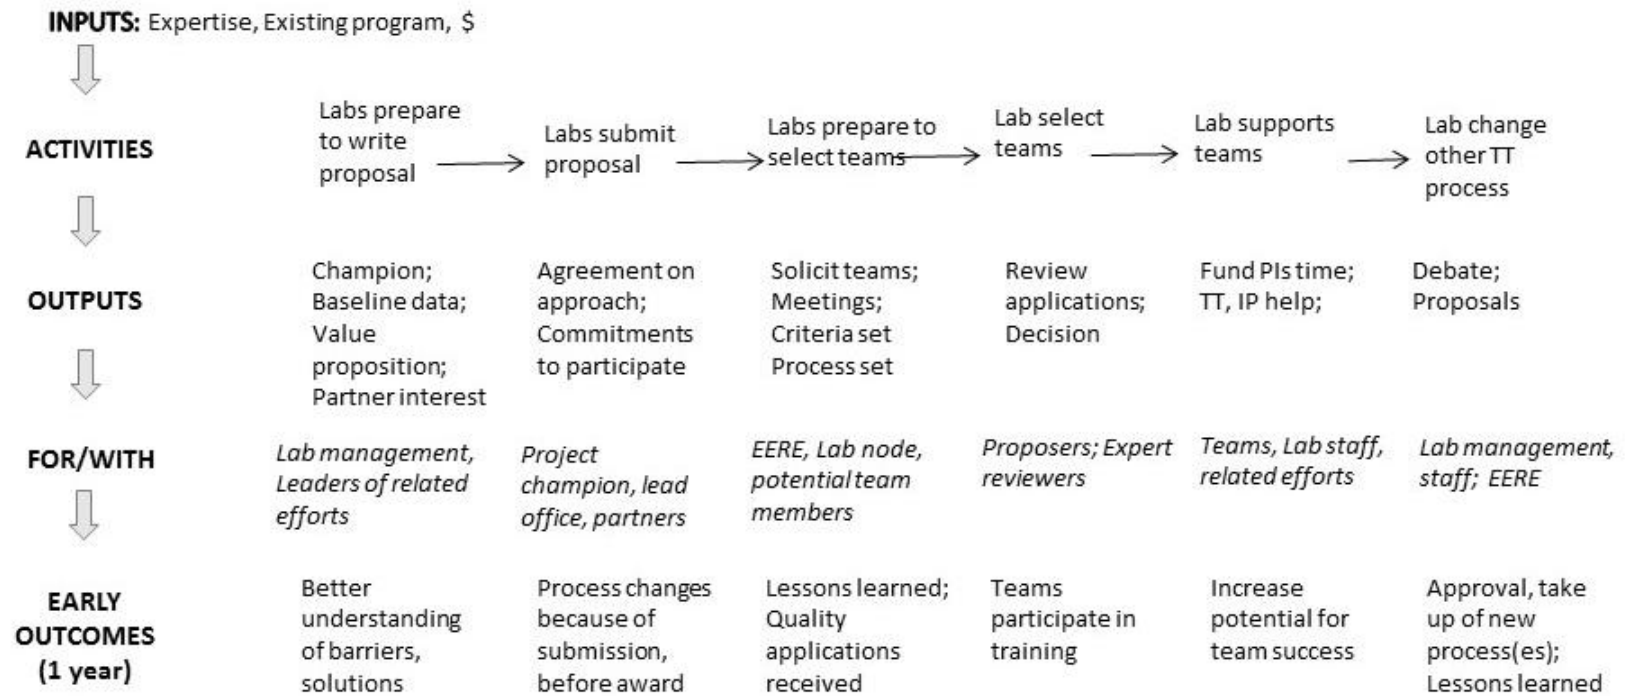 INPUTS: Expertise, Existing program, $
ACTIVITIES
Labs prepare
to write
proposal
Labs submit
proposal
Labs prepare to
select teams
Lab select
teams
Lab supports
teams
Lab change
other TT
process
OUTPUTS
Champion;
Baseline data;
Value
proposition;
Partner interest
Agreement on
approach;
Commitments
to participate
Solicit teams;
Meetings;
Criteria set
Process set
Review
applications;
Decision
Fund PIs time;
TT, IP help;
Debate;
Proposals
FOR/WITH
Lab management,
Leaders of related
efforts
Project
champion, lead
office, partners
EERE, Lab node,
potential team
members
Proposers; Expert
reviewers
Teams, Lab staff,
related efforts
Lab management,
staff; EERE
EARLY
OUTCOMES
(1 year)
Better
understanding
of barriers,
solutions
Process changes
because of
submission,
before award
Lessons learned;
Quality
applications
received
Teams
participate in
training
Increase
potential for
team success
Approval, take
up of new
process(es);
Lessons learned